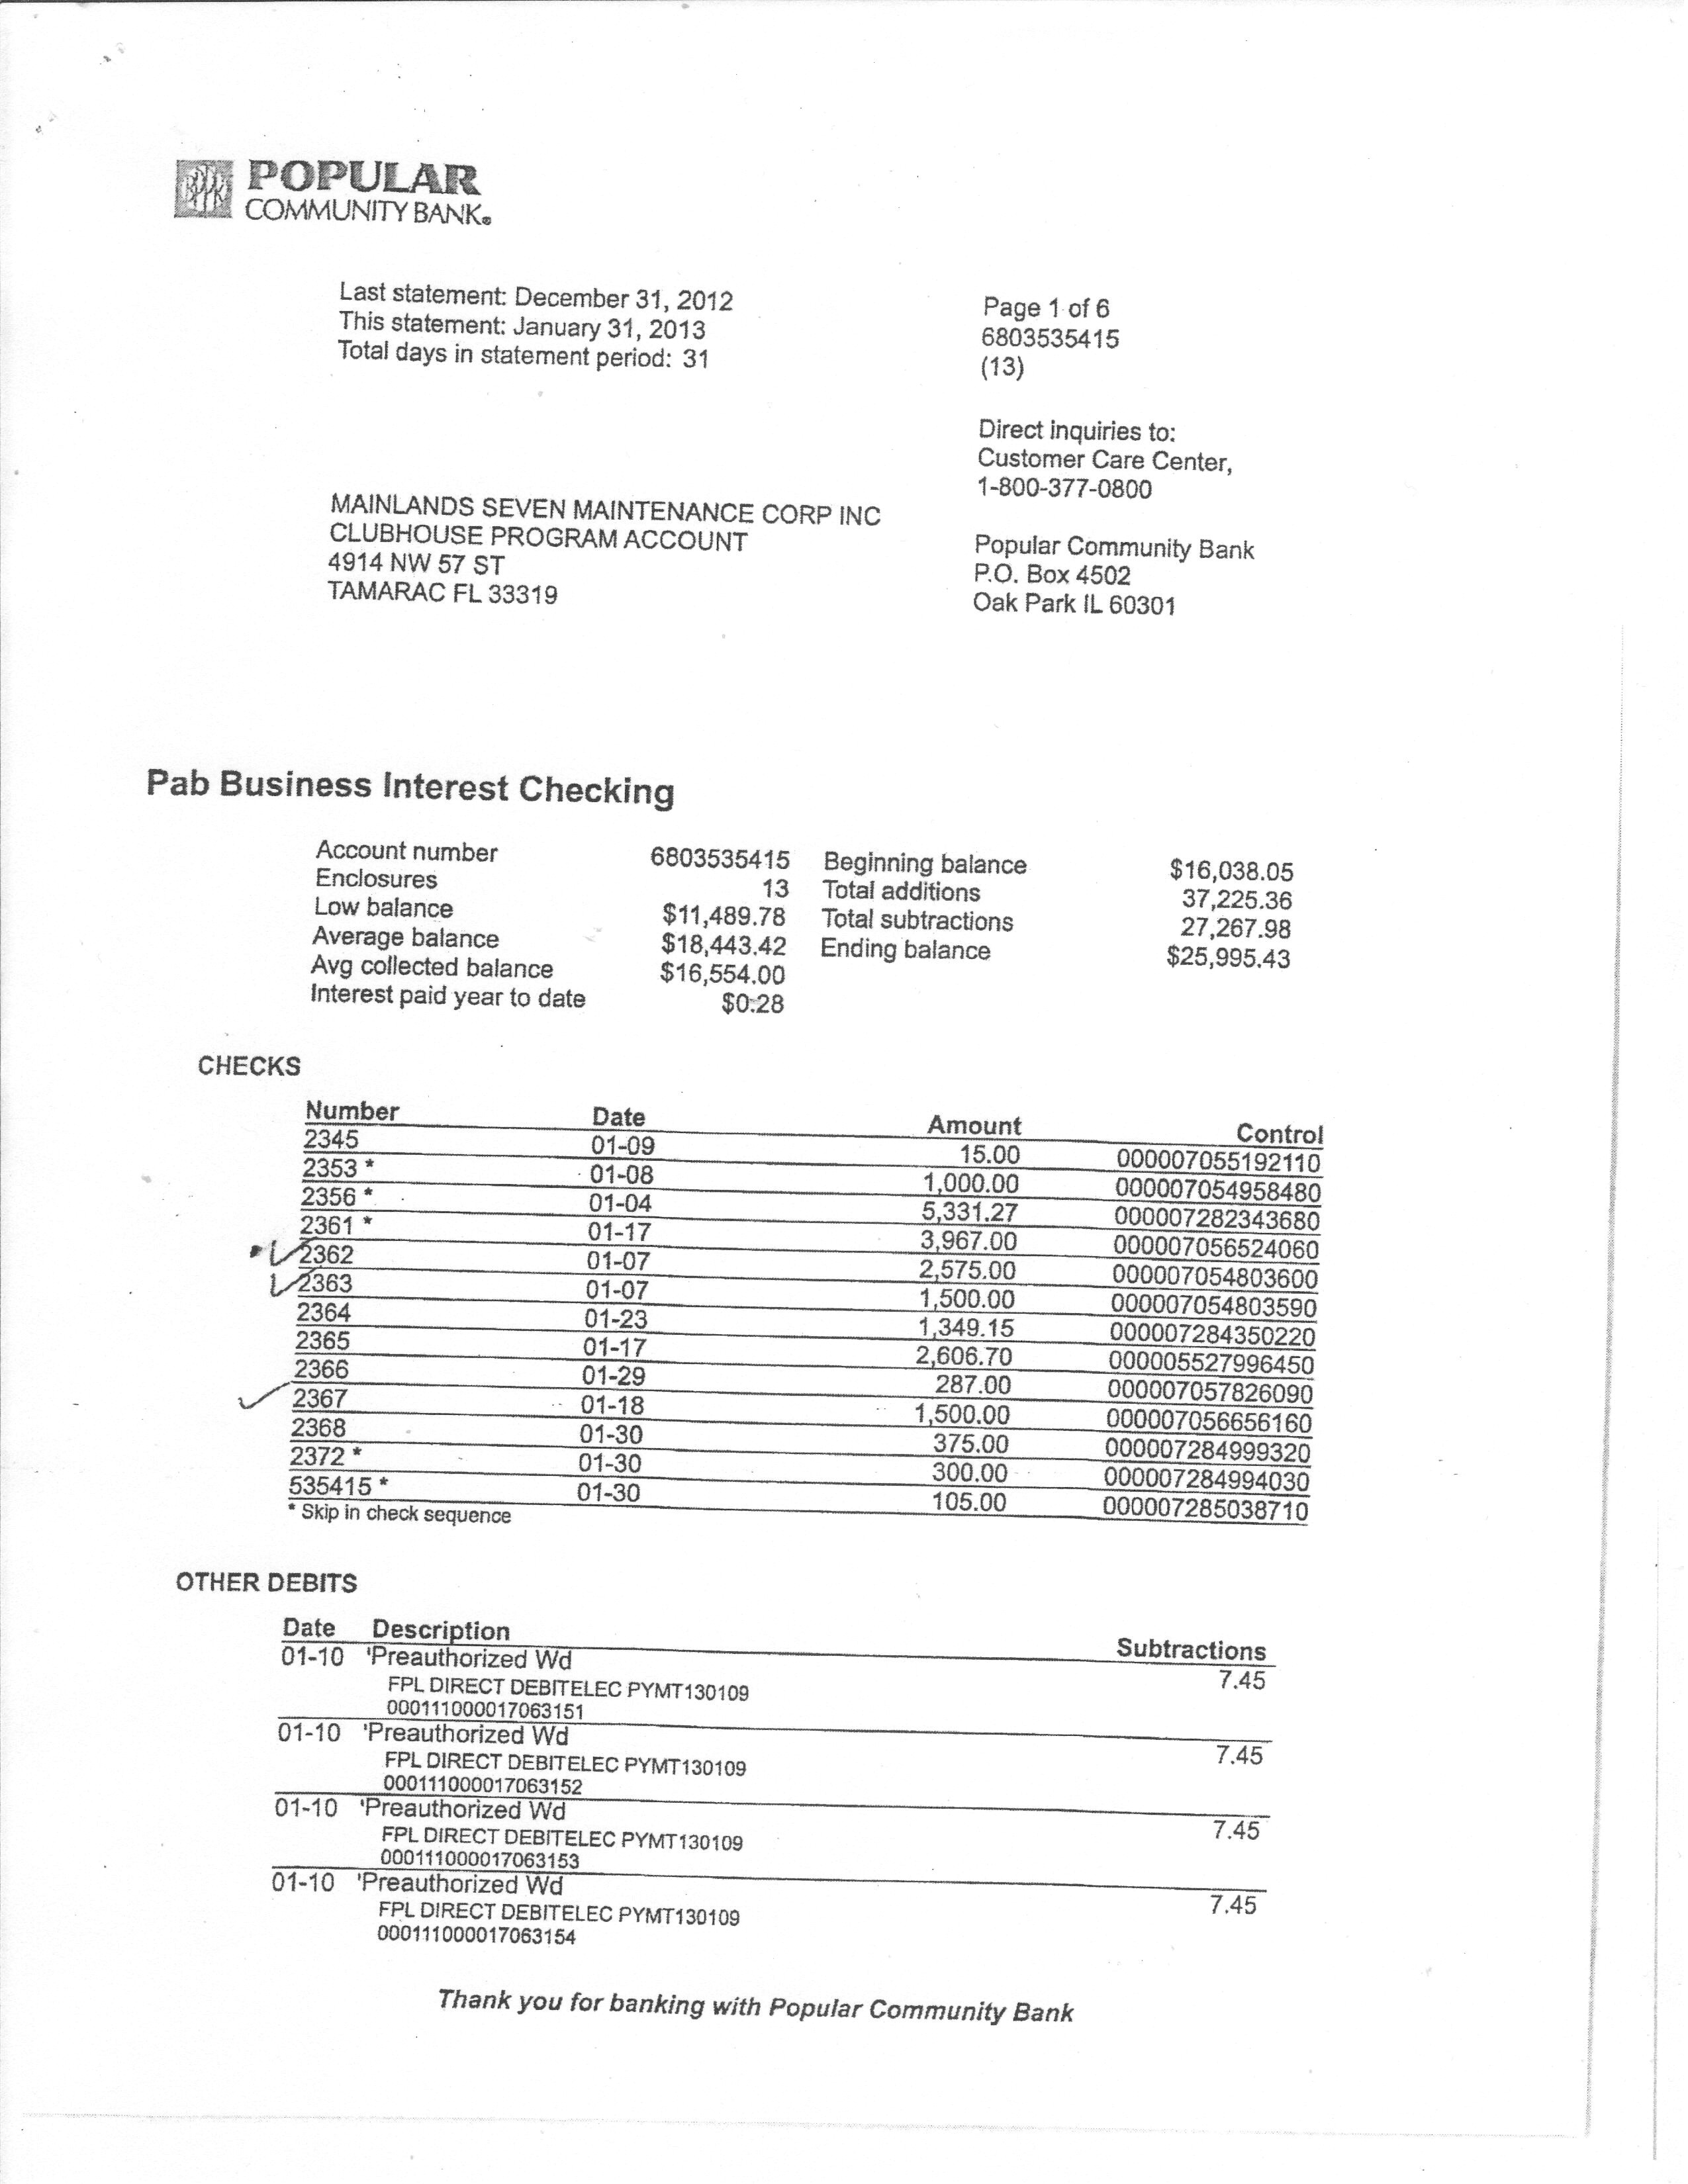 POPULAR
COMMUNITY BANK®
Last statement: December 31, 2012
This statement: January 31, 2013
Total days in statement period: 31
Page 1 of 6
6803535415
(13)
Direct inquiries to:
Customer Care Center,
1-800-377-0800
MAINLANDS SEVEN MAINTENANCE CORP INC
CLUBHOUSE PROGRAM ACCOUNT
4914 NW 57 ST
TAMARAC FL 33319
Popular Community Bank
P.O. Box 4502
Oak Park IL 60301
Pab Business Interest Checking
Account number 6803535415 Beginning balance $16,038.05
Enclosures 13 Total additions 37,225.36
Low balance $11,489.78 Total subtractions 27,267.98
Average balance $18,443.42 Ending balance $25,995.43
Avg collected balance $16,554.00
Interest paid year to date $0.28
CHECKS
Number Date Amount Control
2345 01-09 15.00 000007055192110
2353 * 01-08 1,000.00 000007054958480
2356 * 01-04 5,331.27 000007282343680
2361 * 01-17 3,967.00 000007056524060
2362 01-07 2,575.00 000007054803600
2363 01-07 1,500.00 000007054803590
2364 01-23 1,349.15 000007284350220
2365 01-17 2,606.70 000005527996450
2366 01-29 287.00 000007057826090
2367 01-18 1,500.00 000007056656160
2368 01-30 375.00 000007284999320
2372 * 01-30 300.00 000007284994030
535415 * 01-30 105.00 000007285038710
* Skip in check sequence
OTHER DEBITS
Date Description Subtractions
01-10 'Preauthorized Wd 7.45
FPL DIRECT DEBITELEC PYMT130109
000111000017063151
01-10 'Preauthorized Wd 7.45
FPL DIRECT DEBITELEC PYMT130109
000111000017063152
01-10 'Preauthorized Wd 7.45
FPL DIRECT DEBITELEC PYMT130109
000111000017063153
01-10 'Preauthorized Wd 7.45
FPL DIRECT DEBITELEC PYMT130109
000111000017063154
Thank you for banking with Popular Community Bank